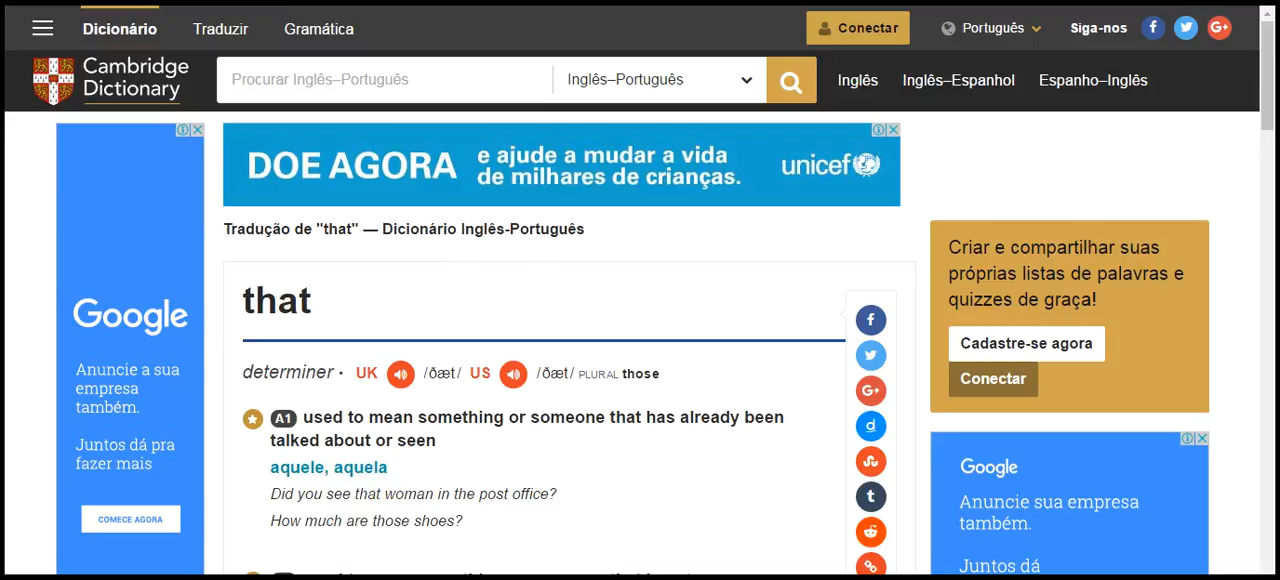 Dicionário Traduzir Gramática Conectar Português Siga-nos
Cambridge
Dictionary
Procurar Inglês–Português Inglês–Português Inglês Inglês–Espanhol Espanho–Inglês
DOE AGORA e ajude a mudar a vida
de milhares de crianças.
unicef
Tradução de "that" — Dicionário Inglês-Português
Google
Anuncie a sua
empresa
também.
Juntos dá pra
fazer mais
COMECE AGORA
that
determiner · UK /ðæt/ US /ðæt/ PLURAL those
A1 used to mean something or someone that has already been
talked about or seen
aquele, aquela
Did you see that woman in the post office?
How much are those shoes?
Criar e compartilhar suas
próprias listas de palavras e
quizzes de graça!
Cadastre-se agora
Conectar
Google
Anuncie sua empresa
também.
Juntos dá